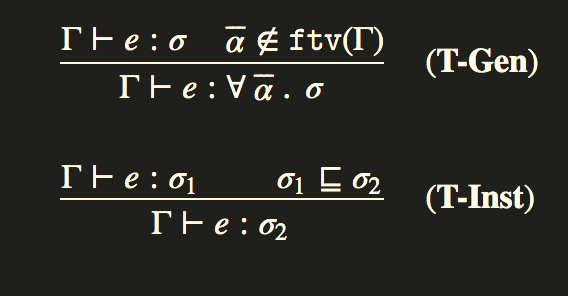 Γ ⊢ e : σ    ᾱ ∉ ftv(Γ)
Γ ⊢ e : ∀ ᾱ . σ
(T-Gen)
Γ ⊢ e : σ₁    σ₁ ⊑ σ₂
Γ ⊢ e : σ₂
(T-Inst)